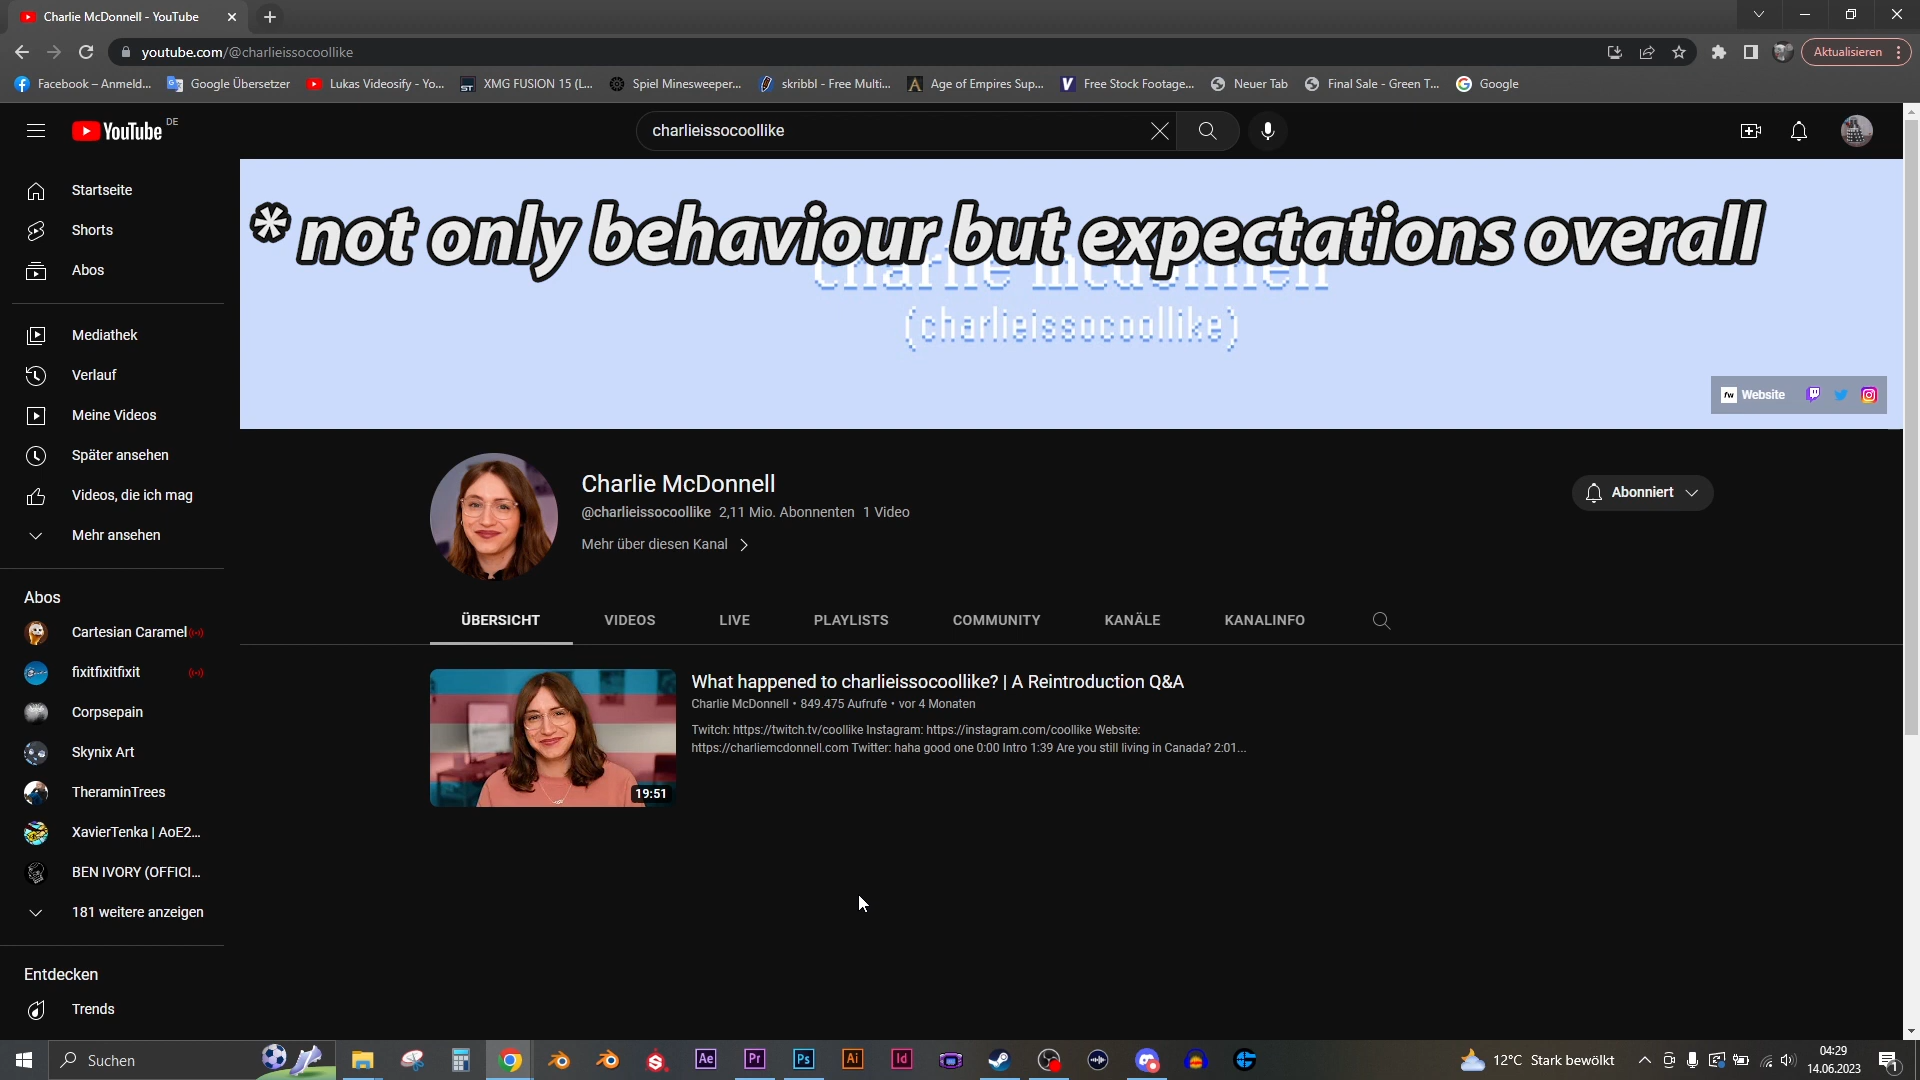 Charlie McDonnell - YouTube
youtube.com/@charlieissocoollike
Aktualisieren
Facebook – Anmeld...
Google Übersetzer
Lukas Videosify - Yo...
XMG FUSION 15 (L...
Spiel Minesweeper...
skribbl - Free Multi...
Age of Empires Sup...
Free Stock Footage...
Neuer Tab
Final Sale - Green T...
Google
YouTube DE
charlieissocoollike
* not only behaviour but expectations overall
charlie mcdonnell
(charlieissocoollike)
Website
Startseite
Shorts
Abos
Mediathek
Verlauf
Meine Videos
Später ansehen
Videos, die ich mag
Mehr ansehen
Abos
Cartesian Caramel
fixitfixitfixit
Corpsepain
Skynix Art
TheraminTrees
XavierTenka | AoE2...
BEN IVORY (OFFICI...
181 weitere anzeigen
Entdecken
Trends
Charlie McDonnell
@charlieissocoollike 2,11 Mio. Abonnenten 1 Video
Mehr über diesen Kanal
Abonniert
ÜBERSICHT
VIDEOS
LIVE
PLAYLISTS
COMMUNITY
KANÄLE
KANALINFO
19:51
What happened to charlieissocoollike? | A Reintroduction Q&A
Charlie McDonnell • 849.475 Aufrufe • vor 4 Monaten
Twitch: https://twitch.tv/coollike Instagram: https://instagram.com/coollike Website:
https://charliemcdonnell.com Twitter: haha good one 0:00 Intro 1:39 Are you still living in Canada? 2:01...
Suchen
Ae
Pr
Ps
Ai
Id
12°C Stark bewölkt
04:29
14.06.2023
1